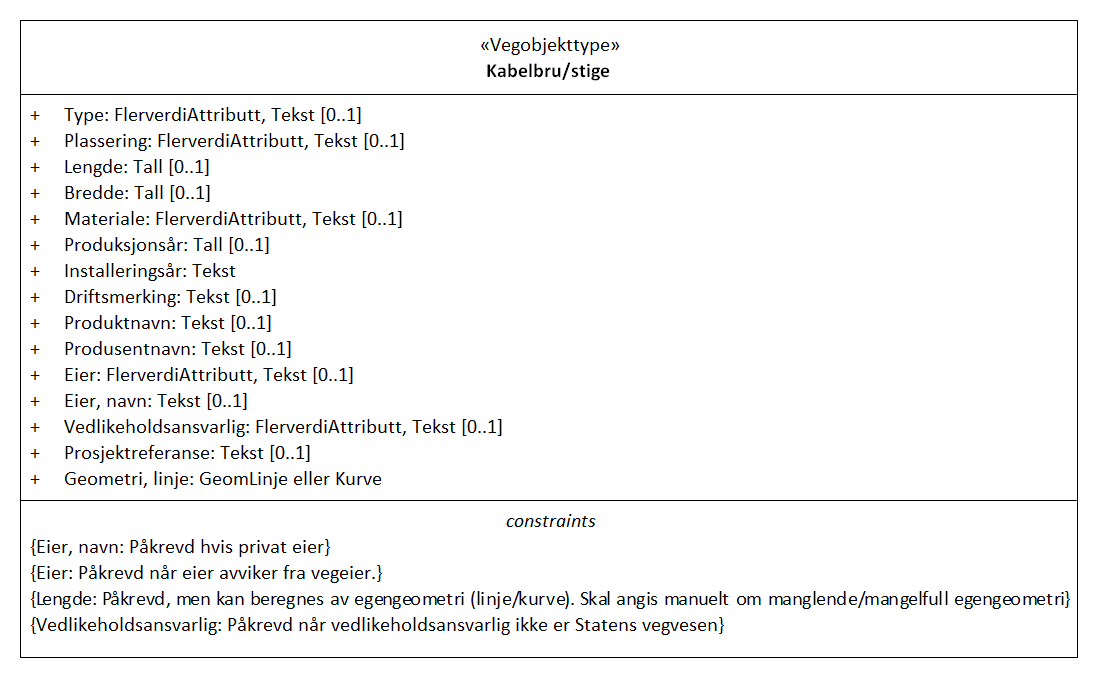 «Vegobjekttype»
Kabelbru/stige
+ Type: FlerverdiAttributt, Tekst [0..1]
+ Plassering: FlerverdiAttributt, Tekst [0..1]
+ Lengde: Tall [0..1]
+ Bredde: Tall [0..1]
+ Materiale: FlerverdiAttributt, Tekst [0..1]
+ Produksjonsår: Tall [0..1]
+ Installeringsår: Tekst
+ Driftsmerking: Tekst [0..1]
+ Produktnavn: Tekst [0..1]
+ Produsentnavn: Tekst [0..1]
+ Eier: FlerverdiAttributt, Tekst [0..1]
+ Eier, navn: Tekst [0..1]
+ Vedlikeholdsansvarlig: FlerverdiAttributt, Tekst [0..1]
+ Prosjektreferanse: Tekst [0..1]
+ Geometri, linje: GeomLinje eller Kurve
constraints
{Eier, navn: Påkrevd hvis privat eier}
{Eier: Påkrevd når eier avviker fra vegeier.}
{Lengde: Påkrevd, men kan beregnes av egengeometri (linje/kurve). Skal angis manuelt om manglende/mangelfull egengeometri}
{Vedlikeholdsansvarlig: Påkrevd når vedlikeholdsansvarlig ikke er Statens vegvesen}